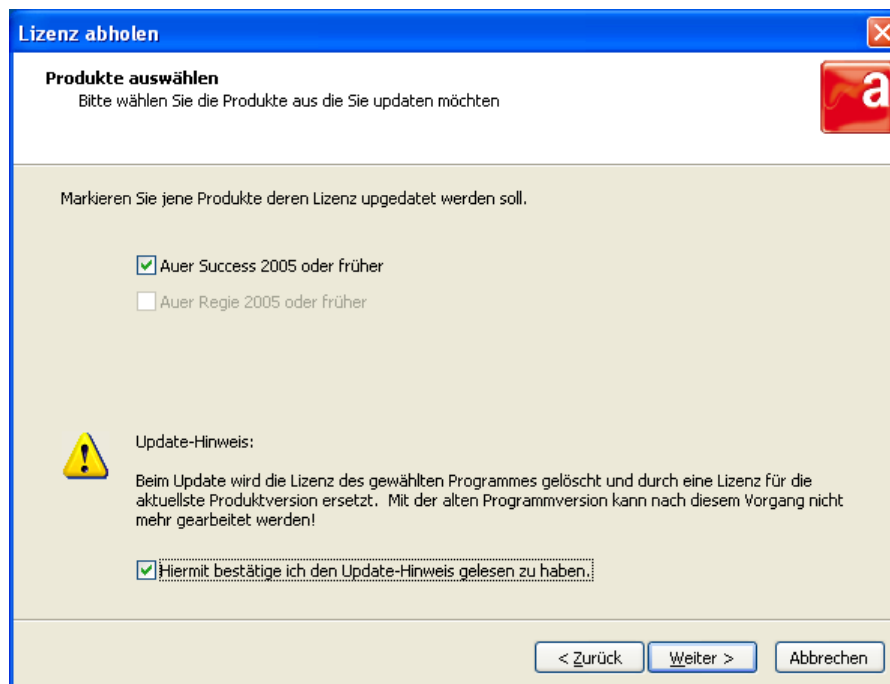 Lizenz abholen
Produkte auswählen
Bitte wählen Sie die Produkte aus die Sie updaten möchten
a
Markieren Sie jene Produkte deren Lizenz upgedatet werden soll.
Auer Success 2005 oder früher
Auer Regie 2005 oder früher
Update-Hinweis:
Beim Update wird die Lizenz des gewählten Programmes gelöscht und durch eine Lizenz für die
aktuellste Produktversion ersetzt. Mit der alten Programmversion kann nach diesem Vorgang nicht
mehr gearbeitet werden!
Hiermit bestätige ich den Update-Hinweis gelesen zu haben.
< Zurück Weiter > Abbrechen